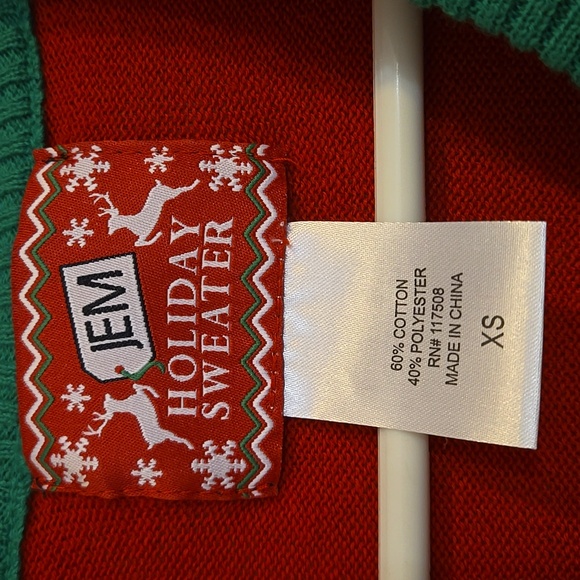 JEM
HOLIDAY
SWEATER
60% COTTON
40% POLYESTER
RN# 117508
MADE IN CHINA
XS